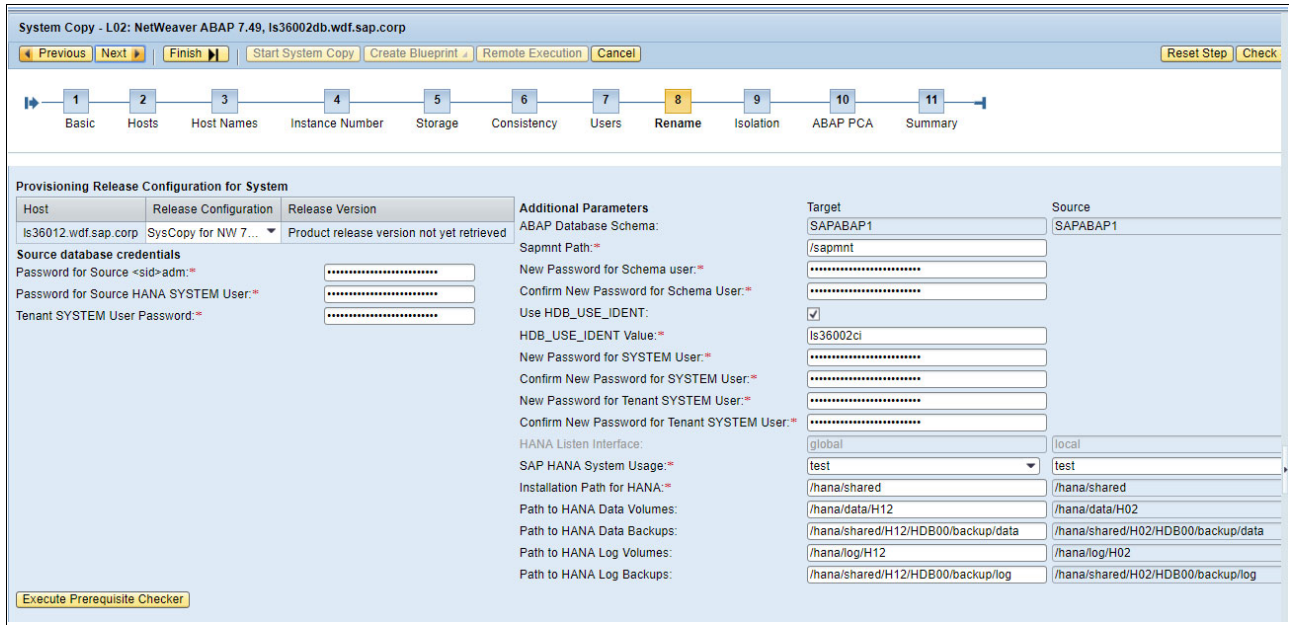 System Copy - L02: NetWeaver ABAP 7.49, ls36002db.wdf.sap.corp
Previous Next Finish Start System Copy Create Blueprint Remote Execution Cancel Reset Step Check
1 2 3 4 5 6 7 8 9 10 11
Basic Hosts Host Names Instance Number Storage Consistency Users Rename Isolation ABAP PCA Summary
Provisioning Release Configuration for System
Host Release Configuration Release Version
ls36012.wdf.sap.corp SysCopy for NW 7... Product release version not yet retrieved
Source database credentials
Password for Source <sid>adm:*
Password for Source HANA SYSTEM User:*
Tenant SYSTEM User Password:*
Additional Parameters Target Source
ABAP Database Schema: SAPABAP1 SAPABAP1
Sapmnt Path:* /sapmnt
New Password for Schema user:*
Confirm New Password for Schema User:*
Use HDB_USE_IDENT:
HDB_USE_IDENT Value:* ls36002ci
New Password for SYSTEM User:*
Confirm New Password for SYSTEM User:*
New Password for Tenant SYSTEM User:*
Confirm New Password for Tenant SYSTEM User:*
HANA Listen Interface: global local
SAP HANA System Usage:* test test
Installation Path for HANA:* /hana/shared /hana/shared
Path to HANA Data Volumes: /hana/data/H12 /hana/data/H02
Path to HANA Data Backups: /hana/shared/H12/HDB00/backup/data /hana/shared/H02/HDB00/backup/data
Path to HANA Log Volumes: /hana/log/H12 /hana/log/H02
Path to HANA Log Backups: /hana/shared/H12/HDB00/backup/log /hana/shared/H02/HDB00/backup/log
Execute Prerequisite Checker